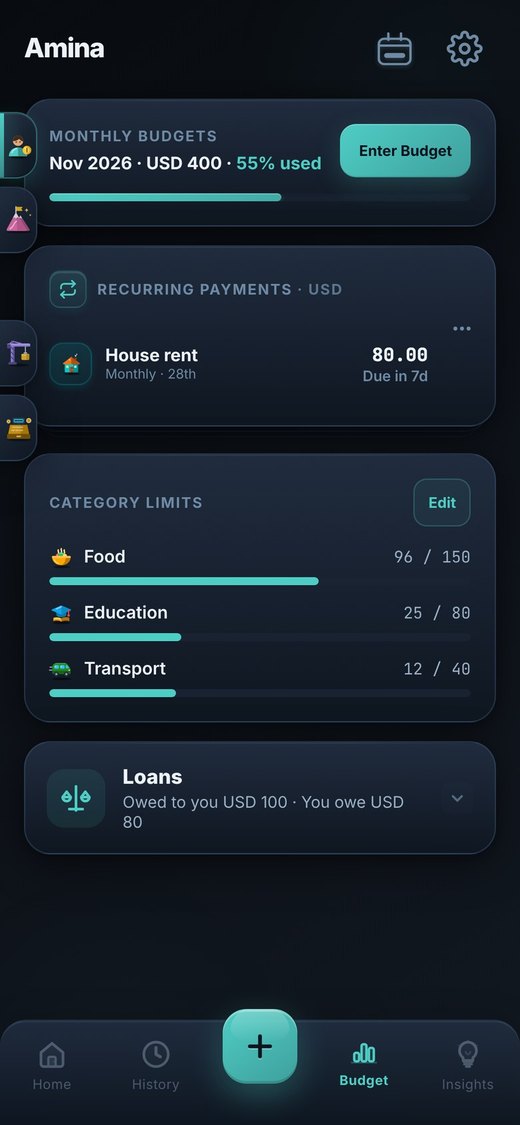 Amina
MONTHLY BUDGETS
Nov 2026 · USD 400 · 55% used
Enter Budget
RECURRING PAYMENTS · USD
House rent
80.00
Monthly · 28th
Due in 7d
CATEGORY LIMITS
Edit
Food
96 / 150
Education
25 / 80
Transport
12 / 40
Loans
Owed to you USD 100 · You owe USD
80
Home
History
Budget
Insights